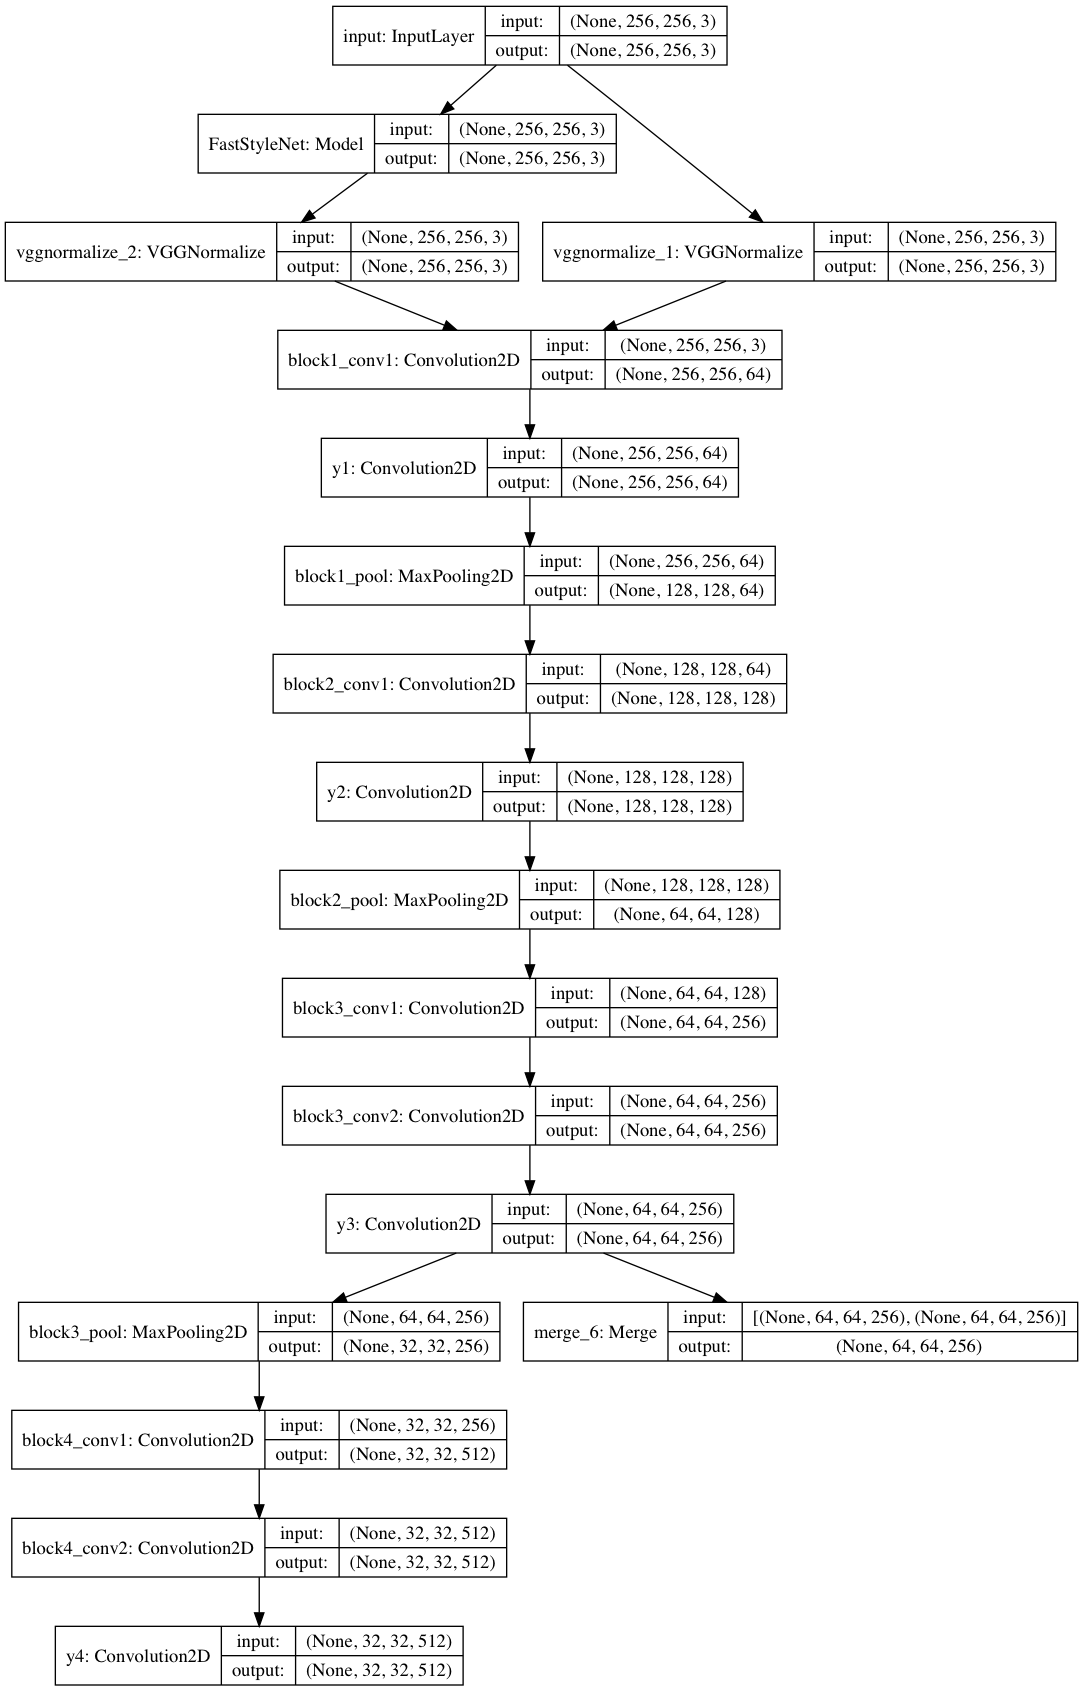 input: InputLayer
input: (None, 256, 256, 3)
output: (None, 256, 256, 3)
FastStyleNet: Model
input: (None, 256, 256, 3)
output: (None, 256, 256, 3)
vggnormalize_2: VGGNormalize
input: (None, 256, 256, 3)
output: (None, 256, 256, 3)
vggnormalize_1: VGGNormalize
input: (None, 256, 256, 3)
output: (None, 256, 256, 3)
block1_conv1: Convolution2D
input: (None, 256, 256, 3)
output: (None, 256, 256, 64)
y1: Convolution2D
input: (None, 256, 256, 64)
output: (None, 256, 256, 64)
block1_pool: MaxPooling2D
input: (None, 256, 256, 64)
output: (None, 128, 128, 64)
block2_conv1: Convolution2D
input: (None, 128, 128, 64)
output: (None, 128, 128, 128)
y2: Convolution2D
input: (None, 128, 128, 128)
output: (None, 128, 128, 128)
block2_pool: MaxPooling2D
input: (None, 128, 128, 128)
output: (None, 64, 64, 128)
block3_conv1: Convolution2D
input: (None, 64, 64, 128)
output: (None, 64, 64, 256)
block3_conv2: Convolution2D
input: (None, 64, 64, 256)
output: (None, 64, 64, 256)
y3: Convolution2D
input: (None, 64, 64, 256)
output: (None, 64, 64, 256)
block3_pool: MaxPooling2D
input: (None, 64, 64, 256)
output: (None, 32, 32, 256)
merge_6: Merge
input: [(None, 64, 64, 256), (None, 64, 64, 256)]
output: (None, 64, 64, 256)
block4_conv1: Convolution2D
input: (None, 32, 32, 256)
output: (None, 32, 32, 512)
block4_conv2: Convolution2D
input: (None, 32, 32, 512)
output: (None, 32, 32, 512)
y4: Convolution2D
input: (None, 32, 32, 512)
output: (None, 32, 32, 512)